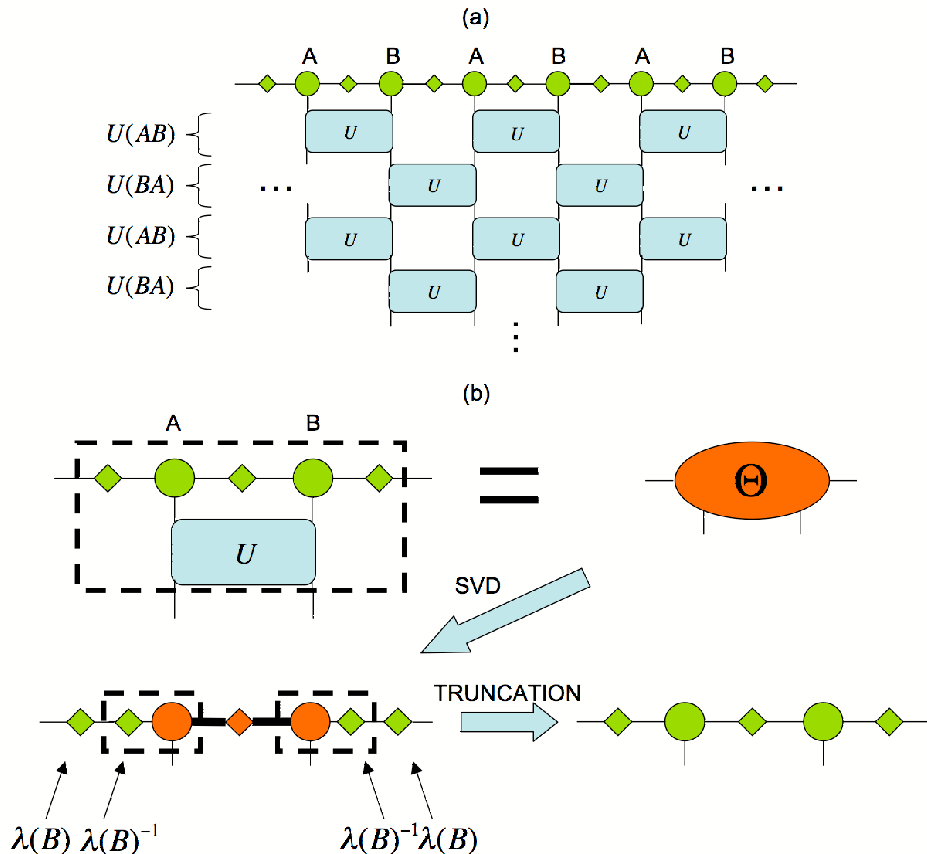 (a)
A B A B A B
U(AB) U U U
U(BA) U U
... ...
U(AB) U U U
U(BA) U U
⋮
(b)
A B
U = Θ
SVD
TRUNCATION
λ(B) λ(B)⁻¹ λ(B)⁻¹ λ(B)